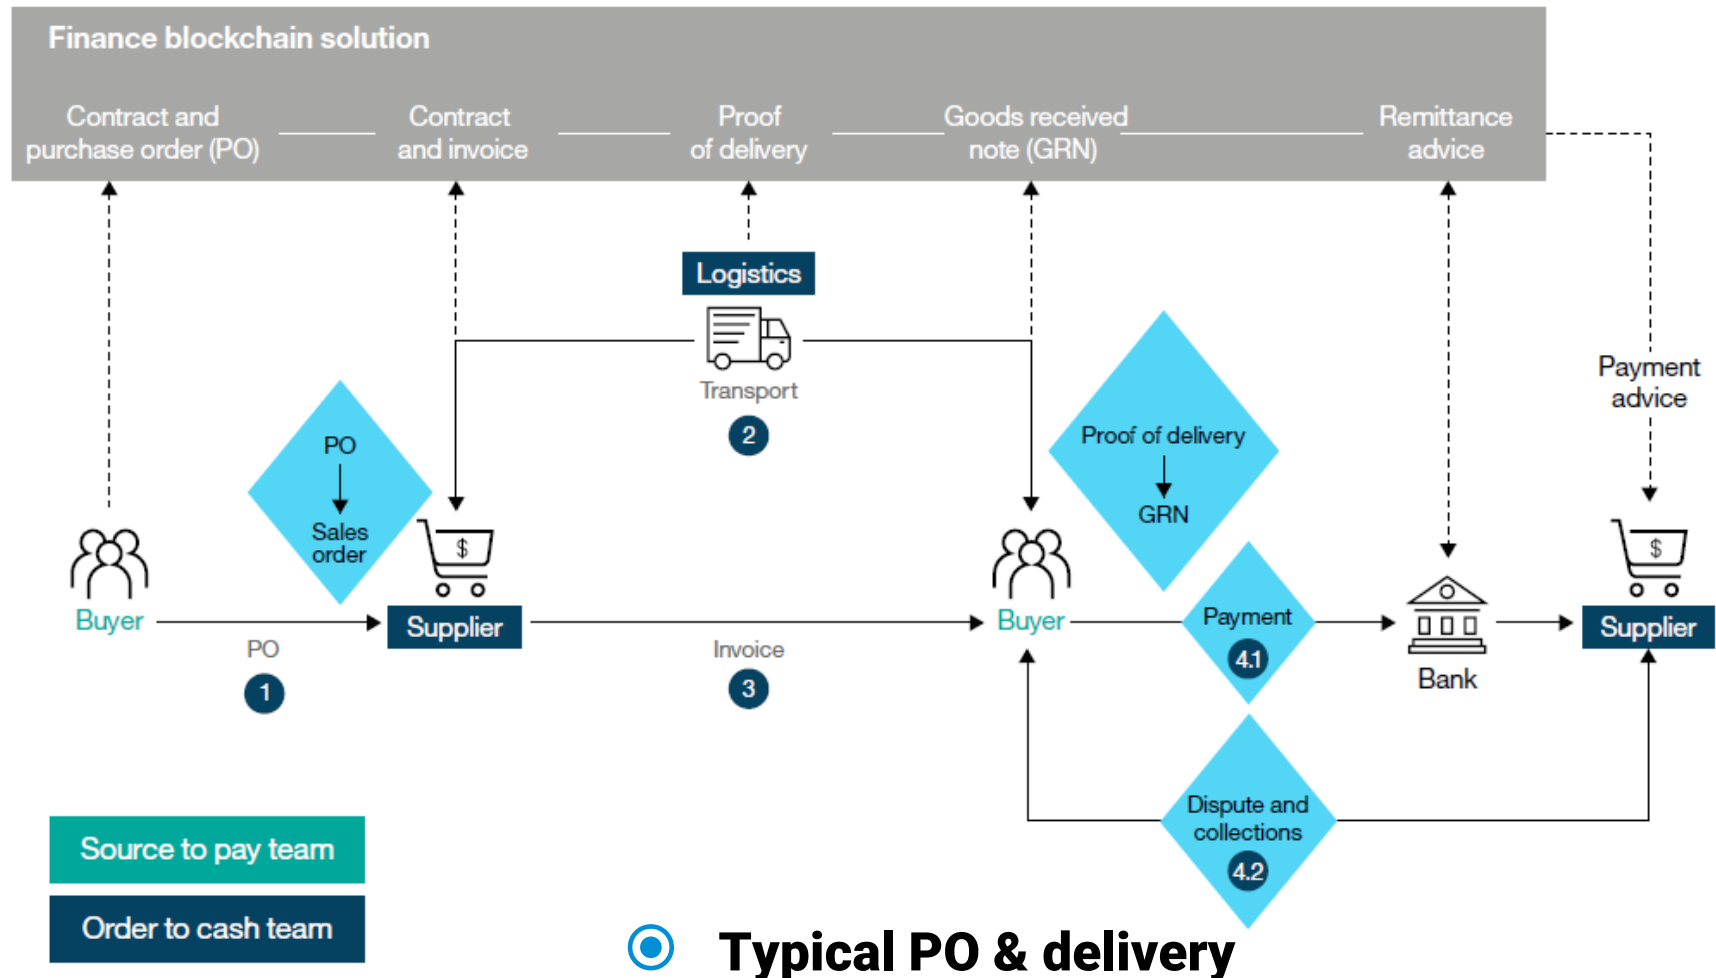 Finance blockchain solution
Contract and
purchase order (PO)
Contract
and invoice
Proof
of delivery
Goods received
note (GRN)
Remittance
advice
Logistics
Transport
2
Payment
advice
PO
Sales
order
Proof of delivery
GRN
$
$
Buyer
PO
1
Supplier
Invoice
3
Buyer
Payment
4.1
Bank
Supplier
Dispute and
collections
4.2
Source to pay team
Order to cash team
Typical PO & delivery